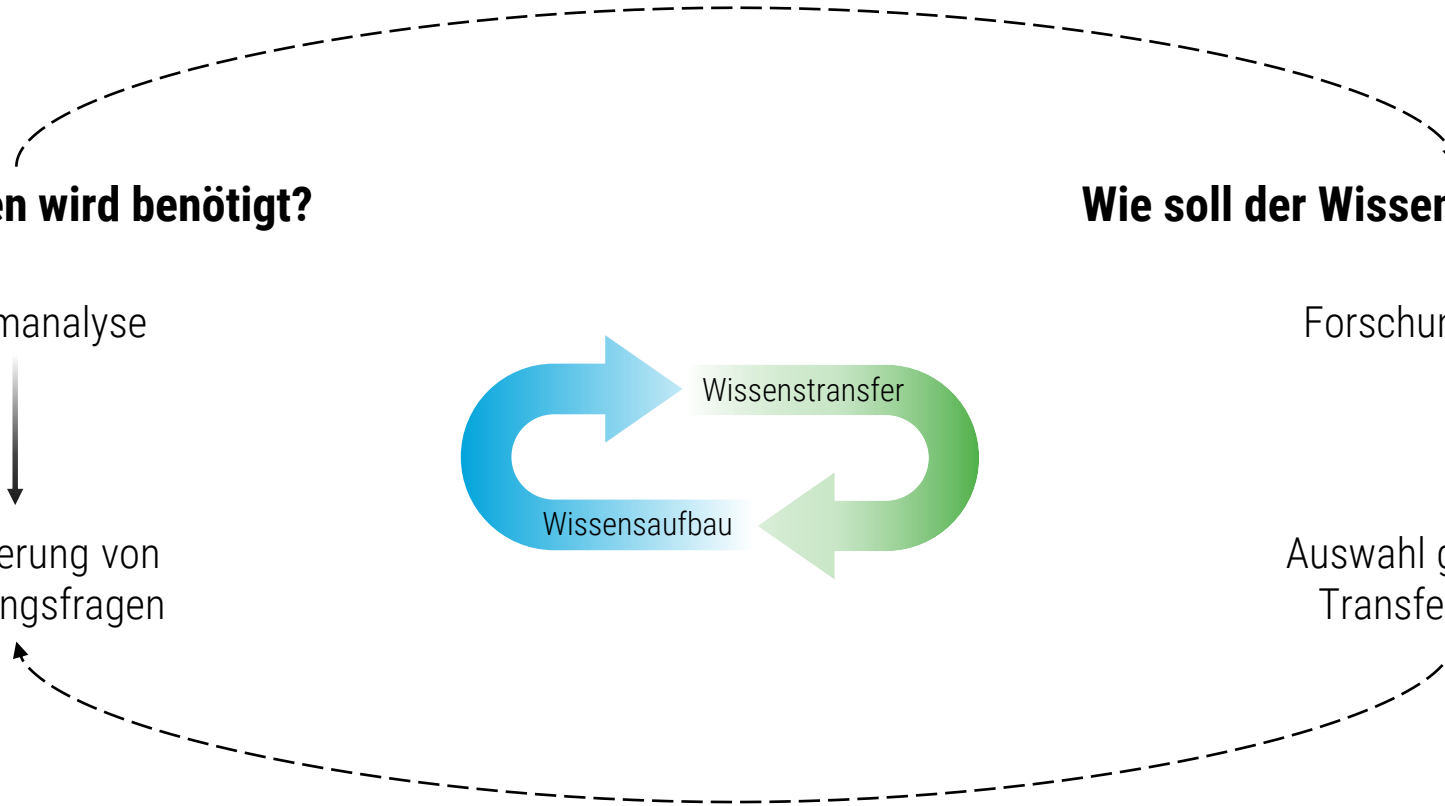 en wird benötigt?
Wie soll der Wissen
manalyse
Forschun
Wissenstransfer
Wissensaufbau
erung von
ngsfragen
Auswahl g
Transfe